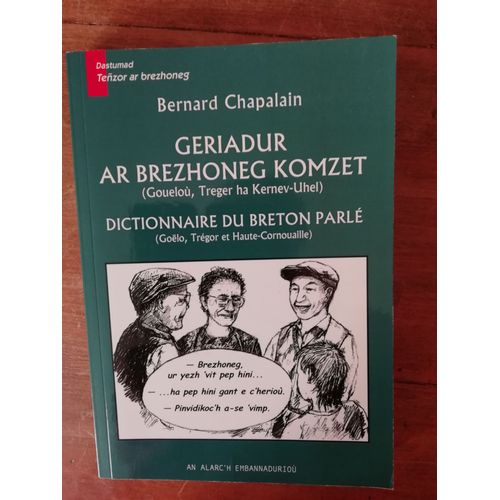 Dastumad
Teñzor ar brezhoneg
Bernard Chapalain
GERIADUR
AR BREZHONEG KOMZET
(Goueloù, Treger ha Kernev-Uhel)
DICTIONNAIRE DU BRETON PARLÉ
(Goëlo, Trégor et Haute-Cornouaille)
— Brezhoneg,
ur yezh 'vit pep hini...
— ...ha pep hini gant e c'herioù.
— Pinvidikoc'h a-se 'vimp.
AN ALARC'H EMBANNADURIOÙ